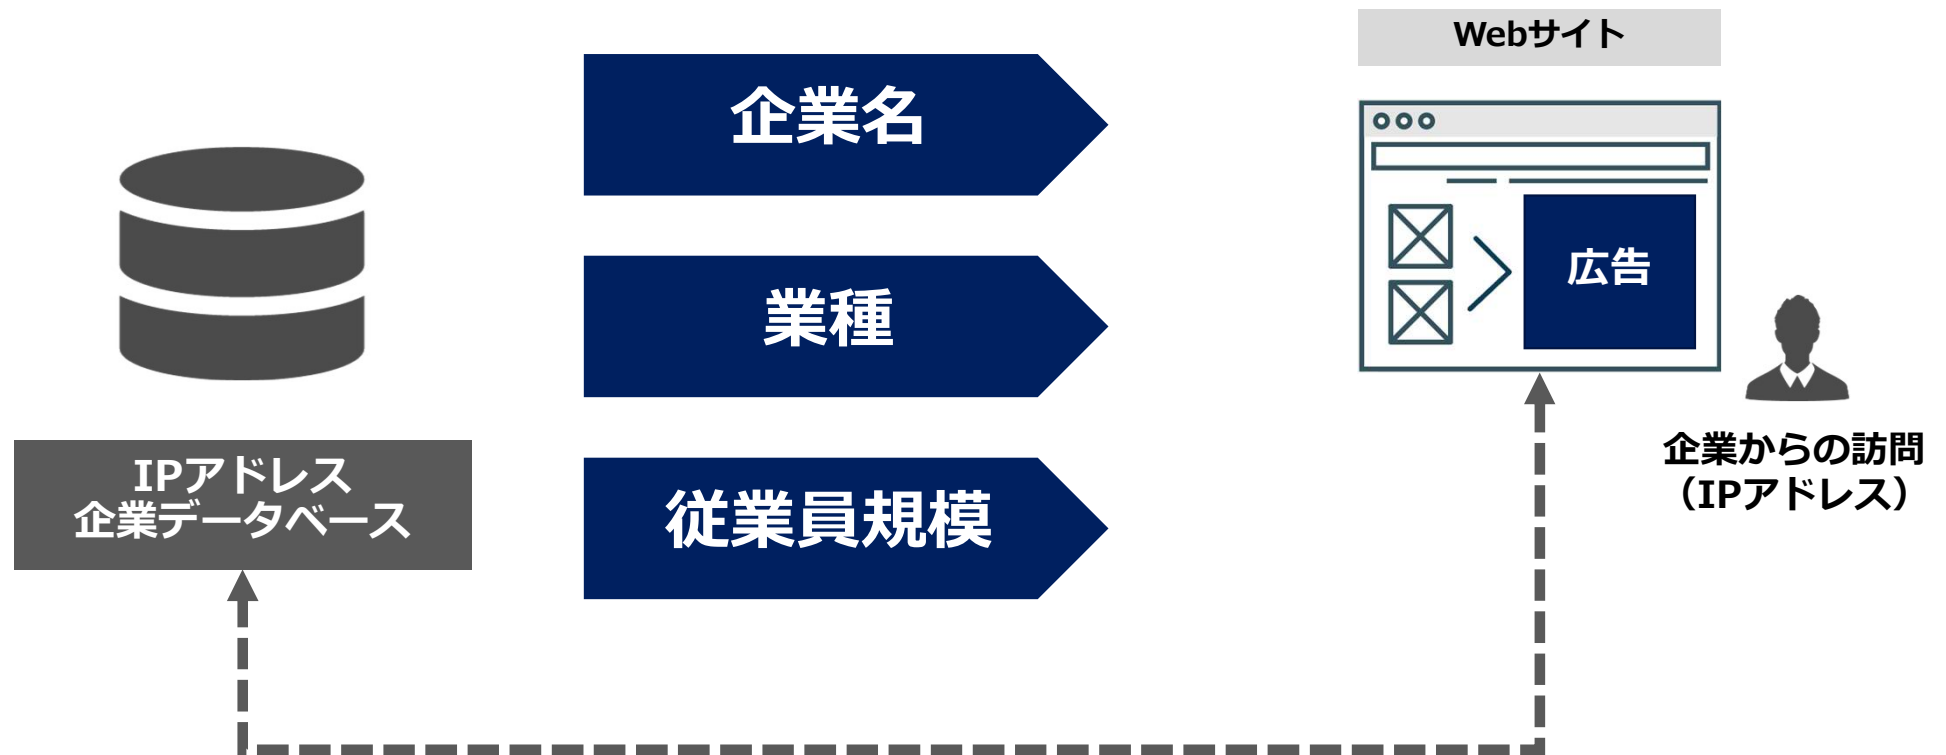 IPアドレス
企業データベース
企業名
業種
従業員規模
Webサイト
広告
企業からの訪問
（IPアドレス）